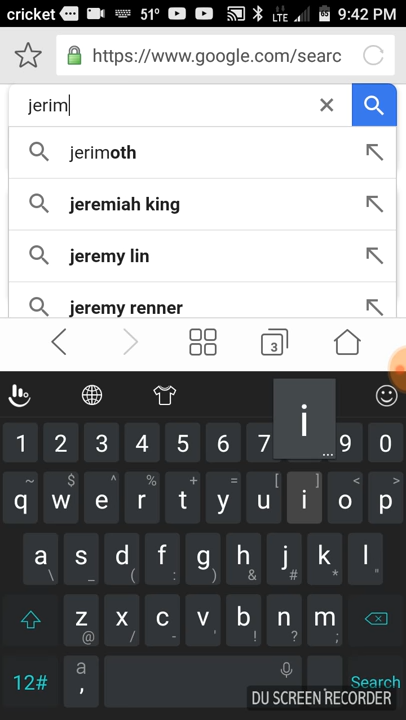 cricket 51° LTE 9:42 PM
https://www.google.com/searc
jerim
jerimoth
jeremiah king
jeremy lin
jeremy renner
3
i
...
1 2 3 4 5 6 7 9 0
~ $ ^ % + = [ ] < >
q w e r t y u i o p
a s d f g h j k l
\ _ ( : ) & # * "
z x c v b n m
@ / - ' ! ? ;
12# a , Search
DU SCREEN RECORDER